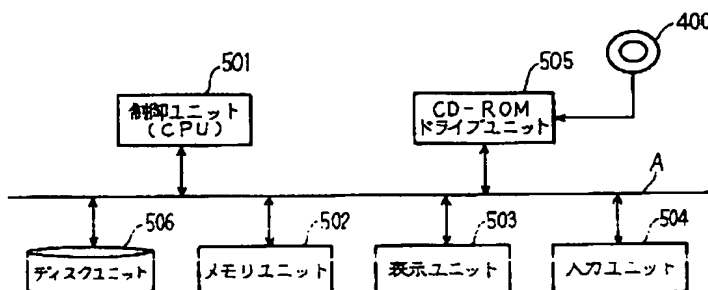 400
501
505
制御ユニット
(CPU)
CD-ROM
ドライブユニット
A
506
502
503
504
ディスクユニット
メモリユニット
表示ユニット
入力ユニット